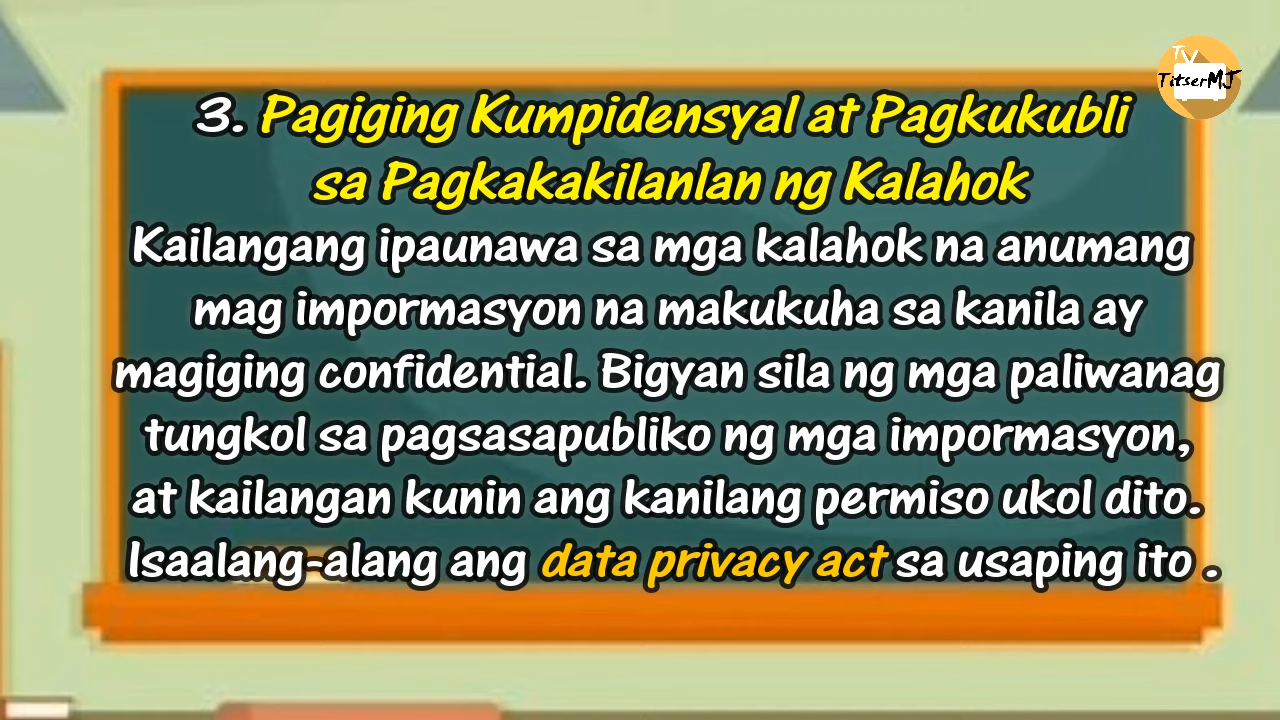 TV
TitserMJ
3. Pagiging Kumpidensyal at Pagkukubli
sa Pagkakakilanlan ng Kalahok
Kailangang ipaunawa sa mga kalahok na anumang
mag impormasyon na makukuha sa kanila ay
magiging confidential. Bigyan sila ng mga paliwanag
tungkol sa pagsasapubliko ng mga impormasyon,
at kailangan kunin ang kanilang permiso ukol dito.
Isaalang-alang ang data privacy act sa usaping ito .